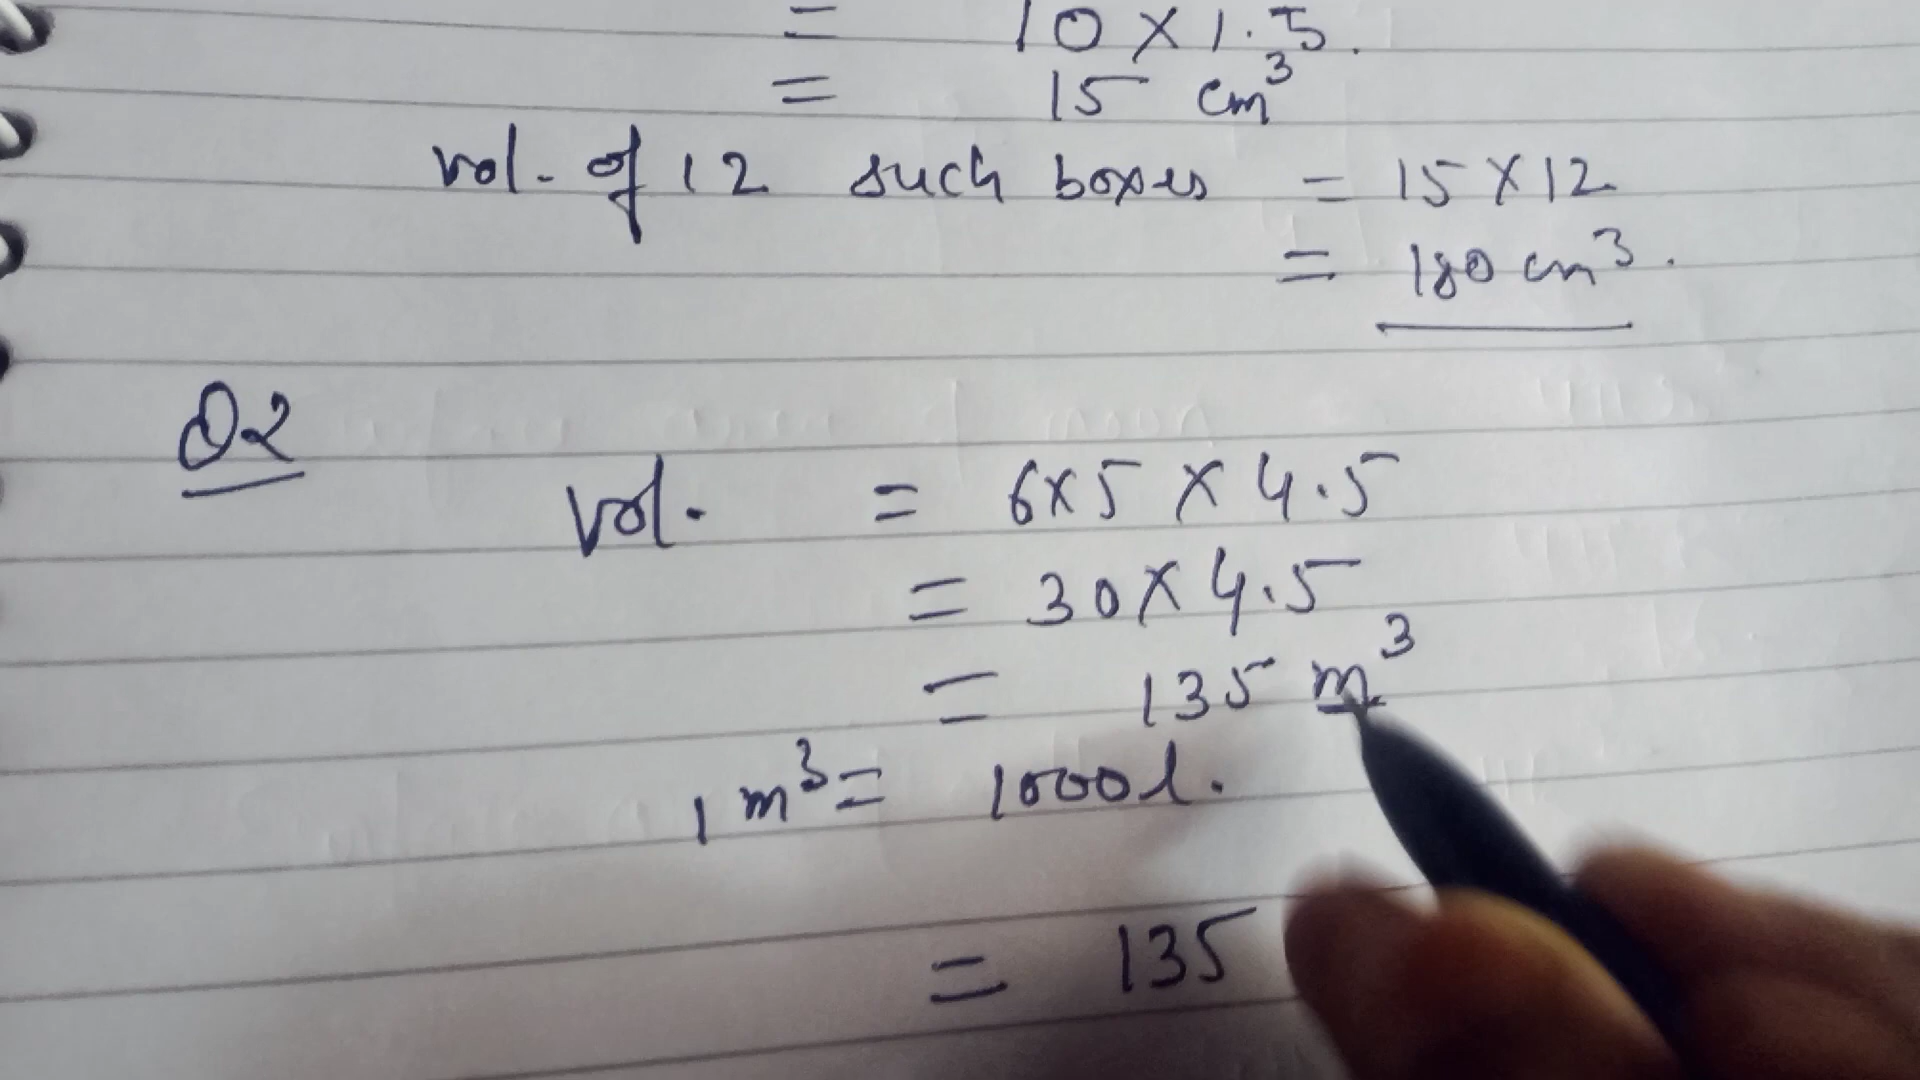 = 10 × 1.5.
= 15 cm³
vol. of 12 such boxes = 15 × 12
= 180 cm³.
Q2
Vol. = 6 × 5 × 4.5
= 30 × 4.5
= 135 m³
1 m³ = 1000 l.
= 135